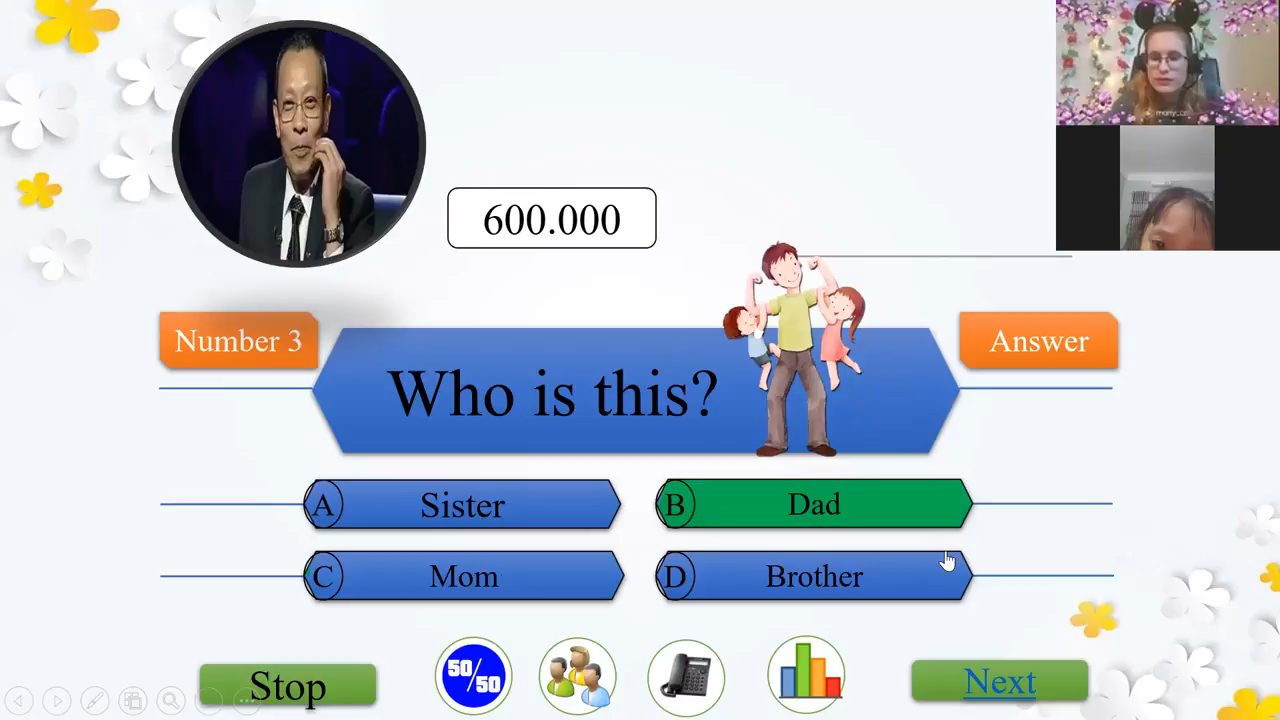 600.000
Number 3
Answer
Who is this?
A Sister
B Dad
C Mom
D Brother
Stop
50/50
Next